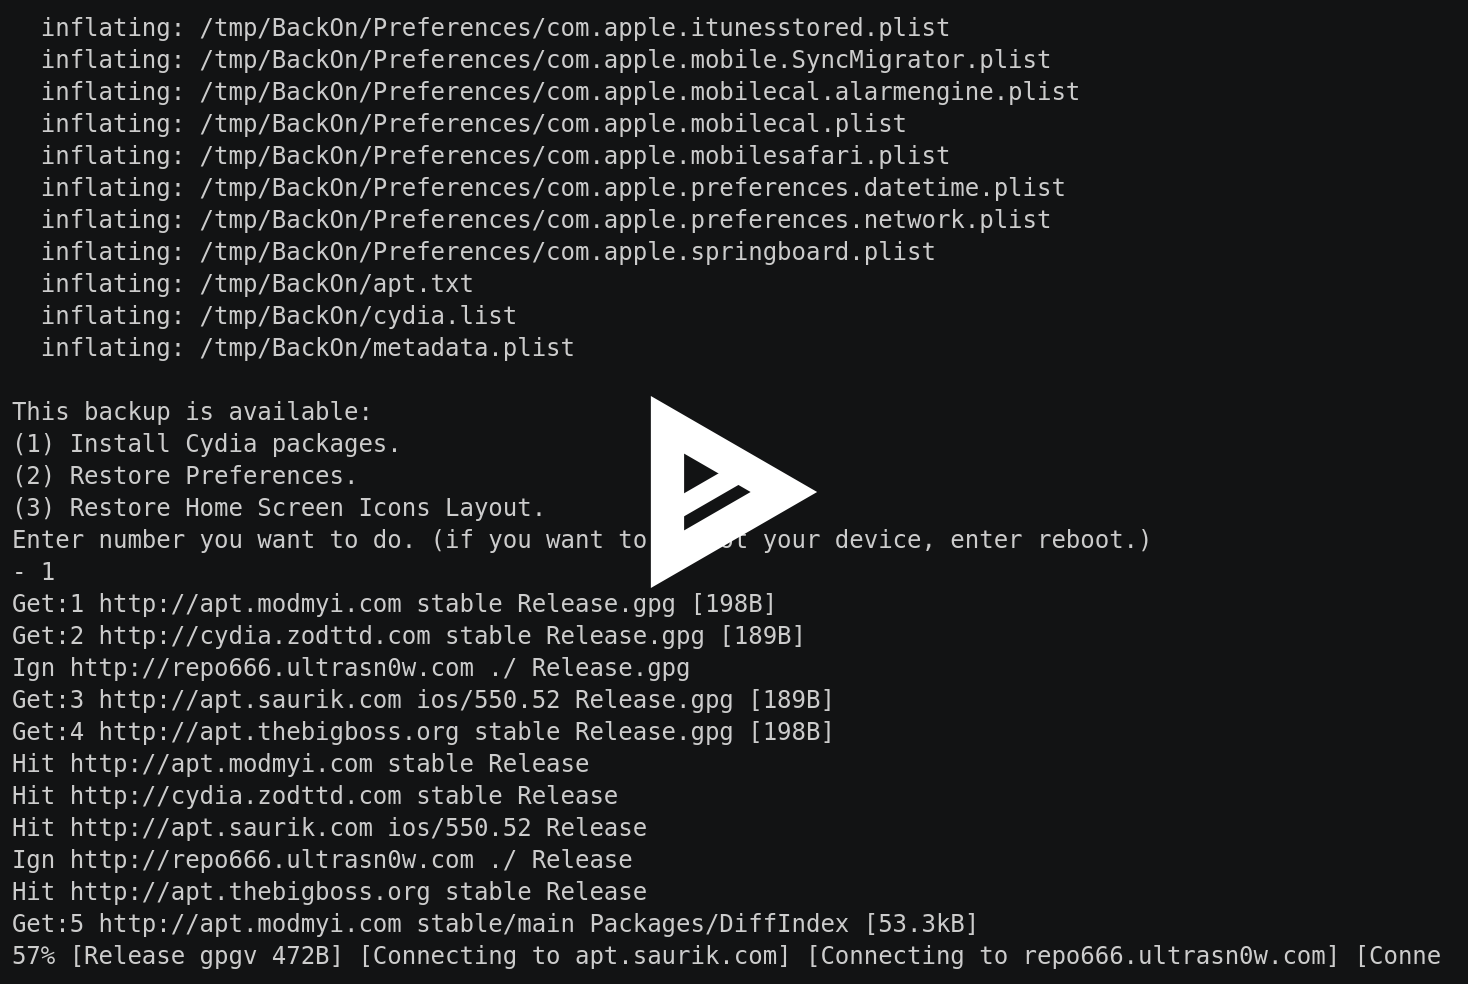 inflating: /tmp/BackOn/Preferences/com.apple.itunesstored.plist
inflating: /tmp/BackOn/Preferences/com.apple.mobile.SyncMigrator.plist
inflating: /tmp/BackOn/Preferences/com.apple.mobilecal.alarmengine.plist
inflating: /tmp/BackOn/Preferences/com.apple.mobilecal.plist
inflating: /tmp/BackOn/Preferences/com.apple.mobilesafari.plist
inflating: /tmp/BackOn/Preferences/com.apple.preferences.datetime.plist
inflating: /tmp/BackOn/Preferences/com.apple.preferences.network.plist
inflating: /tmp/BackOn/Preferences/com.apple.springboard.plist
inflating: /tmp/BackOn/apt.txt
inflating: /tmp/BackOn/cydia.list
inflating: /tmp/BackOn/metadata.plist
This backup is available:
(1) Install Cydia packages.
(2) Restore Preferences.
(3) Restore Home Screen Icons Layout.
Enter number you want to do. (if you want to your device, enter reboot.)
- 1
Get:1 http://apt.modmyi.com stable Release.gpg [198B]
Get:2 http://cydia.zodttd.com stable Release.gpg [189B]
Ign http://repo666.ultrasn0w.com ./ Release.gpg
Get:3 http://apt.saurik.com ios/550.52 Release.gpg [189B]
Get:4 http://apt.thebigboss.org stable Release.gpg [198B]
Hit http://apt.modmyi.com stable Release
Hit http://cydia.zodttd.com stable Release
Hit http://apt.saurik.com ios/550.52 Release
Ign http://repo666.ultrasn0w.com ./ Release
Hit http://apt.thebigboss.org stable Release
Get:5 http://apt.modmyi.com stable/main Packages/DiffIndex [53.3kB]
57% [Release gpgv 472B] [Connecting to apt.saurik.com] [Connecting to repo666.ultrasn0w.com] [Conne